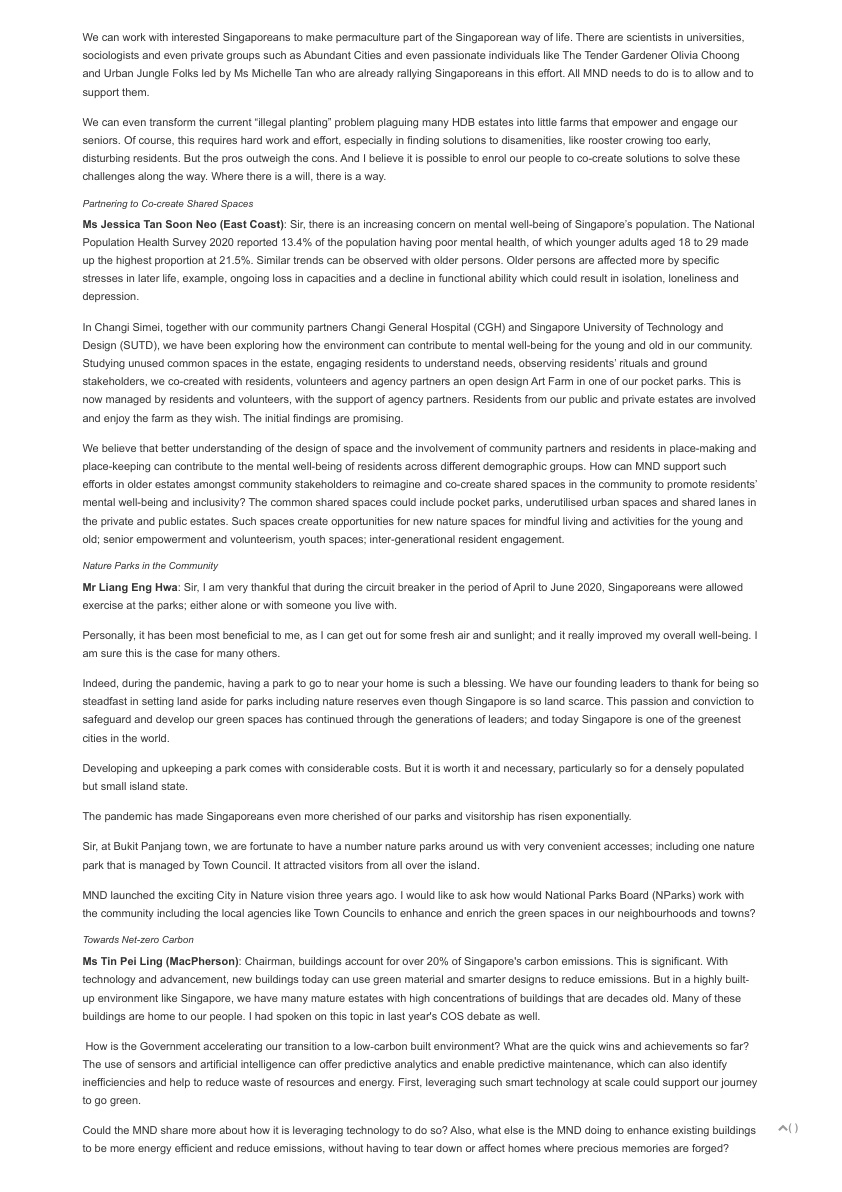 We can work with interested Singaporeans to make permaculture part of the Singaporean way of life. There are scientists in universities,
sociologists and even private groups such as Abundant Cities and even passionate individuals like The Tender Gardener Olivia Choong
and Urban Jungle Folks led by Ms Michelle Tan who are already rallying Singaporeans in this effort. All MND needs to do is to allow and to
support them.
We can even transform the current “illegal planting” problem plaguing many HDB estates into little farms that empower and engage our
seniors. Of course, this requires hard work and effort, especially in finding solutions to disamenities, like rooster crowing too early,
disturbing residents. But the pros outweigh the cons. And I believe it is possible to enrol our people to co-create solutions to solve these
challenges along the way. Where there is a will, there is a way.
Partnering to Co-create Shared Spaces
Ms Jessica Tan Soon Neo (East Coast): Sir, there is an increasing concern on mental well-being of Singapore’s population. The National
Population Health Survey 2020 reported 13.4% of the population having poor mental health, of which younger adults aged 18 to 29 made
up the highest proportion at 21.5%. Similar trends can be observed with older persons. Older persons are affected more by specific
stresses in later life, example, ongoing loss in capacities and a decline in functional ability which could result in isolation, loneliness and
depression.
In Changi Simei, together with our community partners Changi General Hospital (CGH) and Singapore University of Technology and
Design (SUTD), we have been exploring how the environment can contribute to mental well-being for the young and old in our community.
Studying unused common spaces in the estate, engaging residents to understand needs, observing residents’ rituals and ground
stakeholders, we co-created with residents, volunteers and agency partners an open design Art Farm in one of our pocket parks. This is
now managed by residents and volunteers, with the support of agency partners. Residents from our public and private estates are involved
and enjoy the farm as they wish. The initial findings are promising.
We believe that better understanding of the design of space and the involvement of community partners and residents in place-making and
place-keeping can contribute to the mental well-being of residents across different demographic groups. How can MND support such
efforts in older estates amongst community stakeholders to reimagine and co-create shared spaces in the community to promote residents’
mental well-being and inclusivity? The common shared spaces could include pocket parks, underutilised urban spaces and shared lanes in
the private and public estates. Such spaces create opportunities for new nature spaces for mindful living and activities for the young and
old; senior empowerment and volunteerism, youth spaces; inter-generational resident engagement.
Nature Parks in the Community
Mr Liang Eng Hwa: Sir, I am very thankful that during the circuit breaker in the period of April to June 2020, Singaporeans were allowed
exercise at the parks; either alone or with someone you live with.
Personally, it has been most beneficial to me, as I can get out for some fresh air and sunlight; and it really improved my overall well-being. I
am sure this is the case for many others.
Indeed, during the pandemic, having a park to go to near your home is such a blessing. We have our founding leaders to thank for being so
steadfast in setting land aside for parks including nature reserves even though Singapore is so land scarce. This passion and conviction to
safeguard and develop our green spaces has continued through the generations of leaders; and today Singapore is one of the greenest
cities in the world.
Developing and upkeeping a park comes with considerable costs. But it is worth it and necessary, particularly so for a densely populated
but small island state.
The pandemic has made Singaporeans even more cherished of our parks and visitorship has risen exponentially.
Sir, at Bukit Panjang town, we are fortunate to have a number nature parks around us with very convenient accesses; including one nature
park that is managed by Town Council. It attracted visitors from all over the island.
MND launched the exciting City in Nature vision three years ago. I would like to ask how would National Parks Board (NParks) work with
the community including the local agencies like Town Councils to enhance and enrich the green spaces in our neighbourhoods and towns?
Towards Net-zero Carbon
Ms Tin Pei Ling (MacPherson): Chairman, buildings account for over 20% of Singapore's carbon emissions. This is significant. With
technology and advancement, new buildings today can use green material and smarter designs to reduce emissions. But in a highly built-
up environment like Singapore, we have many mature estates with high concentrations of buildings that are decades old. Many of these
buildings are home to our people. I had spoken on this topic in last year's COS debate as well.
How is the Government accelerating our transition to a low-carbon built environment? What are the quick wins and achievements so far?
The use of sensors and artificial intelligence can offer predictive analytics and enable predictive maintenance, which can also identify
inefficiencies and help to reduce waste of resources and energy. First, leveraging such smart technology at scale could support our journey
to go green.
Could the MND share more about how it is leveraging technology to do so? Also, what else is the MND doing to enhance existing buildings
to be more energy efficient and reduce emissions, without having to tear down or affect homes where precious memories are forged?
( )